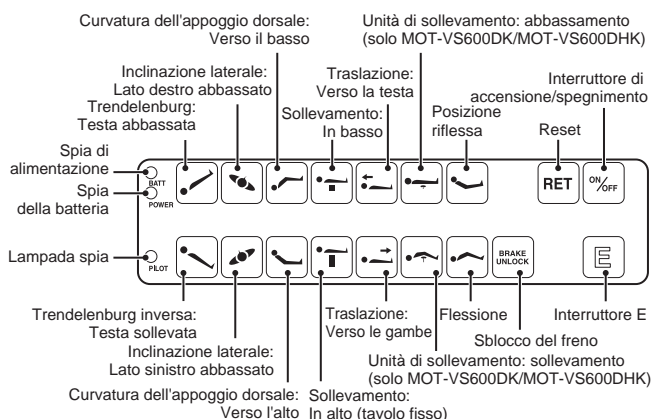 Curvatura dell'appoggio dorsale:
Verso il basso
Unità di sollevamento: abbassamento
(solo MOT-VS600DK/MOT-VS600DHK)
Inclinazione laterale:
Lato destro abbassato
Traslazione:
Verso la testa
Interruttore di
accensione/spegnimento
Trendelenburg:
Testa abbassata
Sollevamento:
In basso
Posizione
riflessa
Reset
Spia di
alimentazione
Spia
della batteria
BATT
POWER
RET
ON/OFF
Lampada spia
PILOT
BRAKE
UNLOCK
E
Trendelenburg inversa:
Testa sollevata
Traslazione:
Verso le gambe
Flessione
Interruttore E
Sblocco del freno
Inclinazione laterale:
Lato sinistro abbassato
Unità di sollevamento: sollevamento
(solo MOT-VS600DK/MOT-VS600DHK)
Curvatura dell'appoggio dorsale:
Verso l'alto
Sollevamento:
In alto (tavolo fisso)